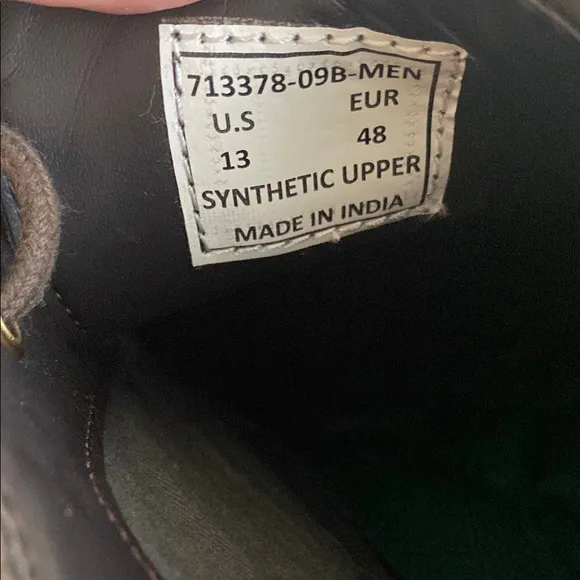 713378-09B-MEN
U.S EUR
13 48
SYNTHETIC UPPER
MADE IN INDIA